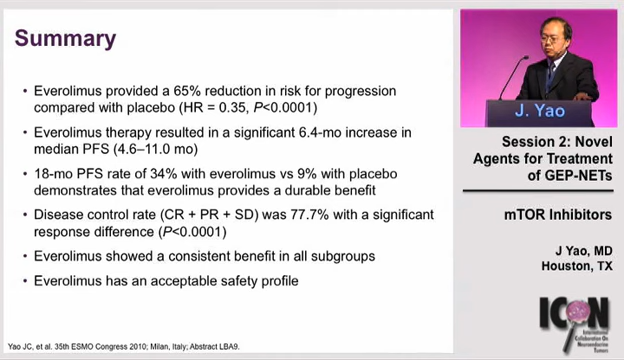 Summary
• Everolimus provided a 65% reduction in risk for progression
compared with placebo (HR = 0.35, P<0.0001)
• Everolimus therapy resulted in a significant 6.4-mo increase in
median PFS (4.6–11.0 mo)
• 18-mo PFS rate of 34% with everolimus vs 9% with placebo
demonstrates that everolimus provides a durable benefit
• Disease control rate (CR + PR + SD) was 77.7% with a significant
response difference (P<0.0001)
• Everolimus showed a consistent benefit in all subgroups
• Everolimus has an acceptable safety profile
Yao JC, et al. 35th ESMO Congress 2010; Milan, Italy; Abstract LBA9.
J. Yao
Session 2: Novel
Agents for Treatment
of GEP-NETs
mTOR Inhibitors
J Yao, MD
Houston, TX
ICON
International
Collaboration On
Neuroendocrine
Tumors